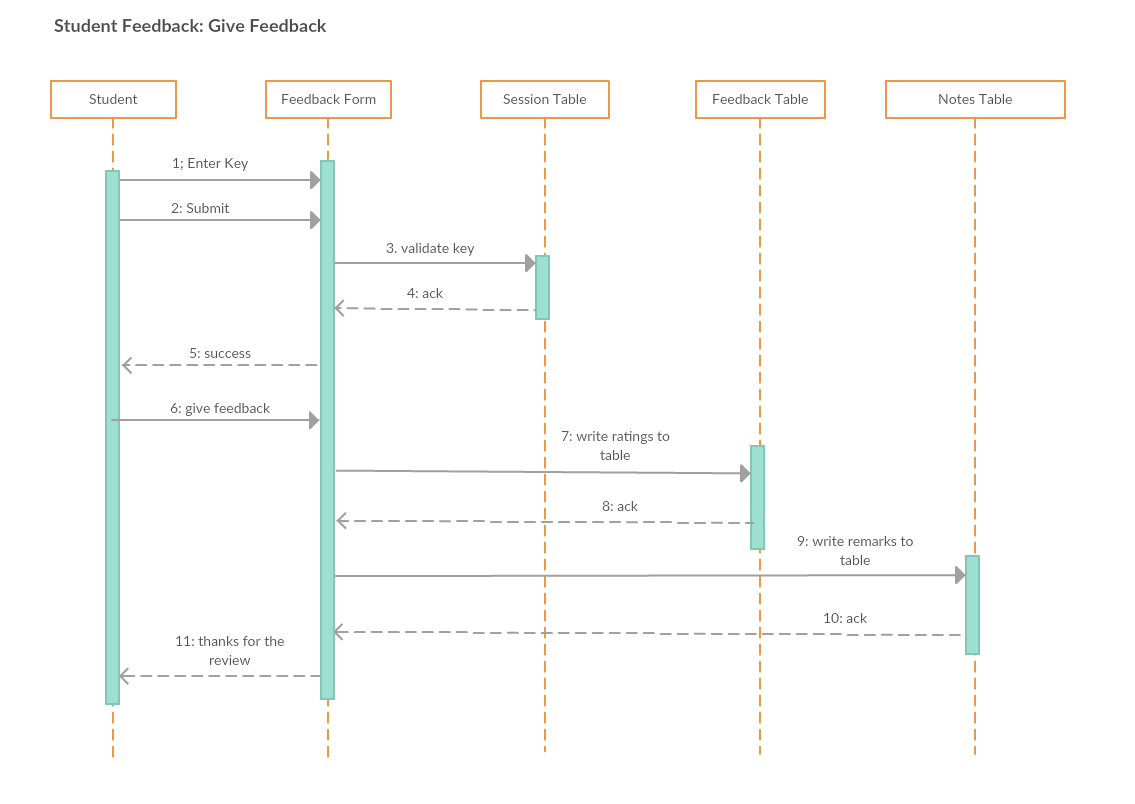 Student Feedback: Give Feedback
Student
Feedback Form
Session Table
Feedback Table
Notes Table
1; Enter Key
2: Submit
3. validate key
4: ack
5: success
6: give feedback
7: write ratings to
table
8: ack
9: write remarks to
table
10: ack
11: thanks for the
review